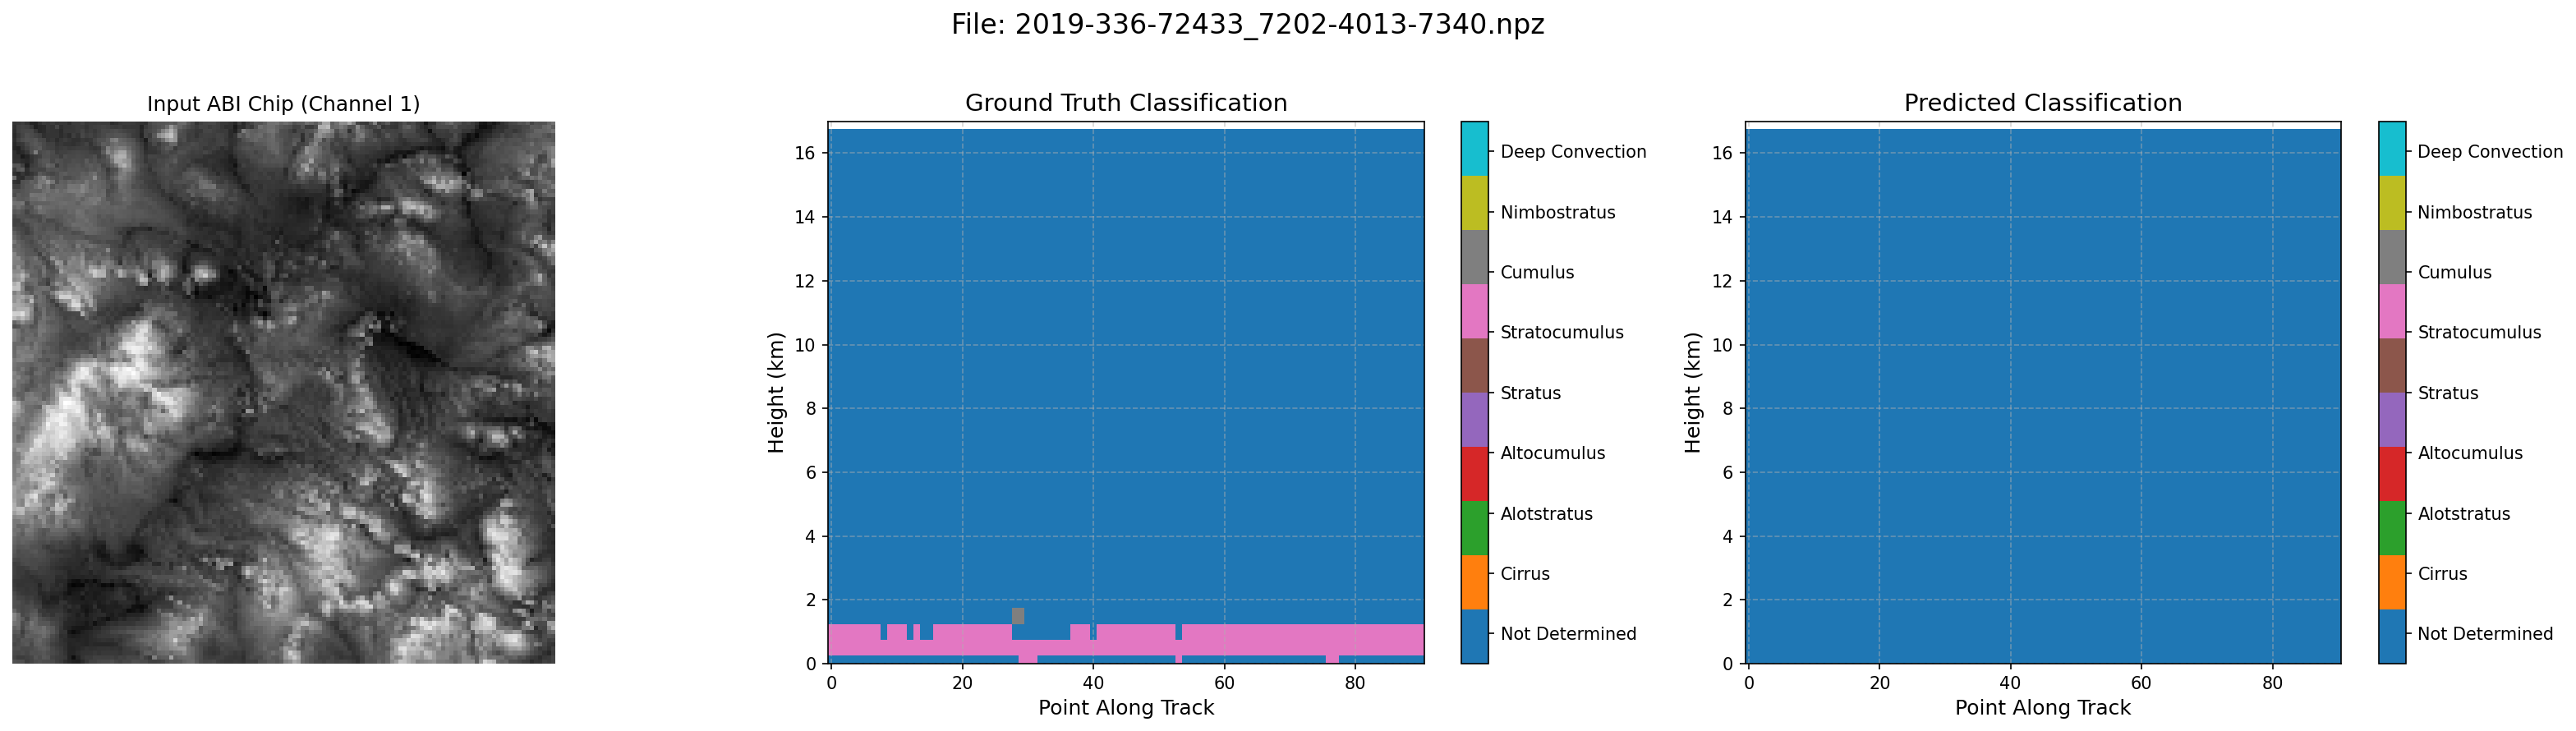 File: 2019-336-72433_7202-4013-7340.npz
Input ABI Chip (Channel 1)
Ground Truth Classification
Height (km)
16
14
12
10
8
6
4
2
0
0 20 40 60 80
Point Along Track
Deep Convection
Nimbostratus
Cumulus
Stratocumulus
Stratus
Altocumulus
Alotstratus
Cirrus
Not Determined
Predicted Classification
Height (km)
16
14
12
10
8
6
4
2
0
0 20 40 60 80
Point Along Track
Deep Convection
Nimbostratus
Cumulus
Stratocumulus
Stratus
Altocumulus
Alotstratus
Cirrus
Not Determined